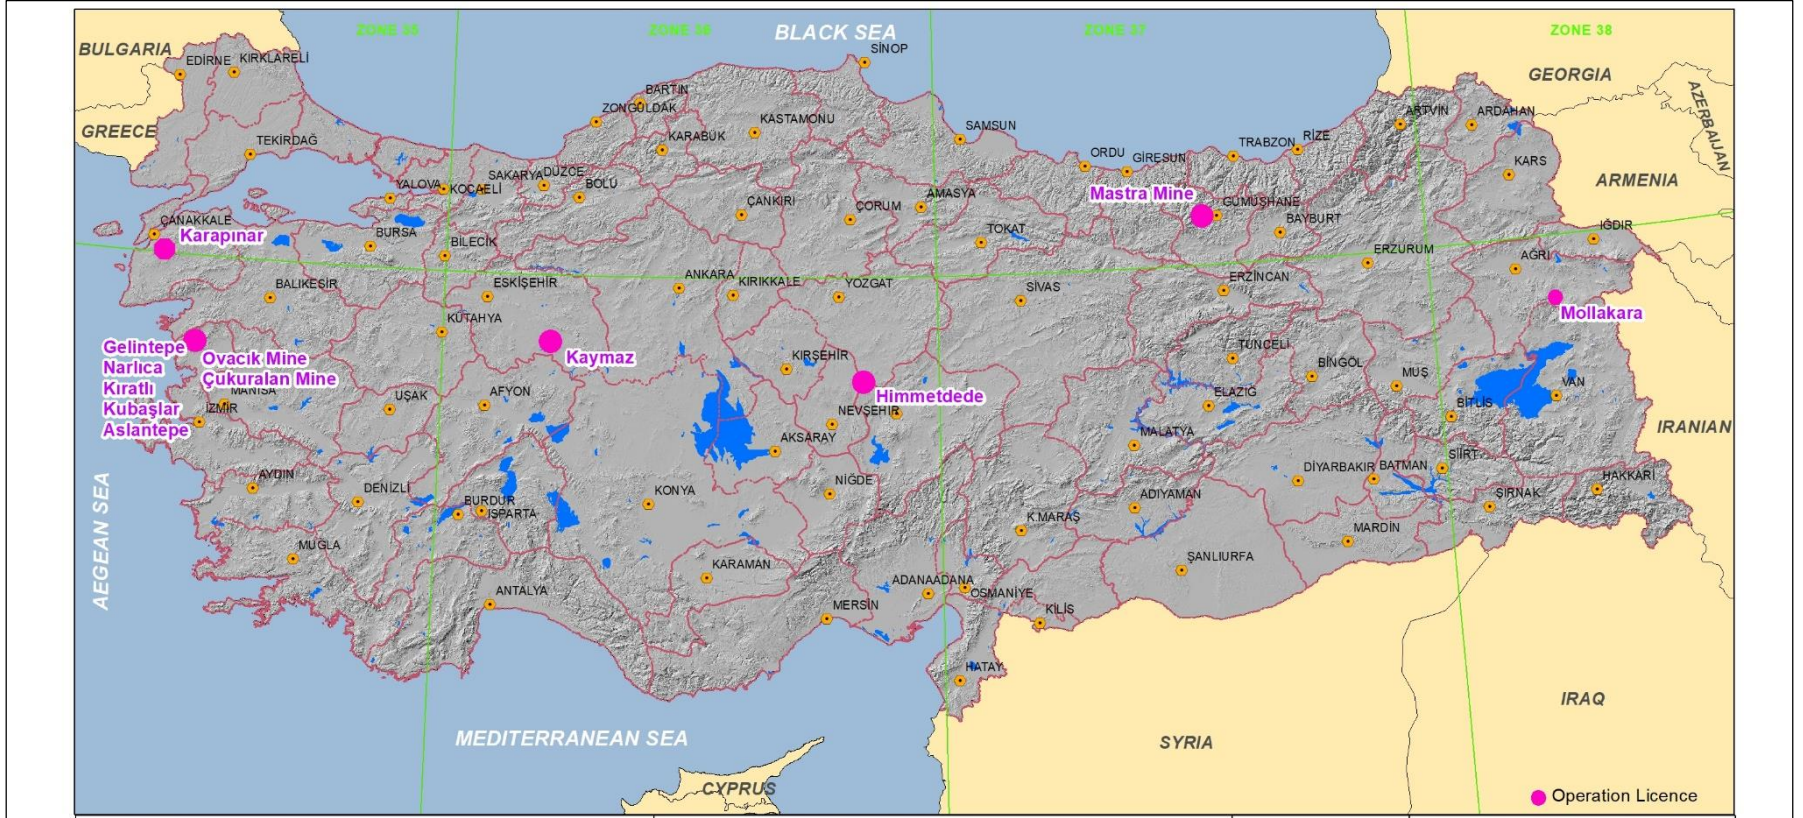 ZONE 35
ZONE 36
BLACK SEA
ZONE 37
ZONE 38
BULGARIA
EDİRNE
KIRKLARELİ
SİNOP
GEORGIA
AZERBAIJAN
GREECE
TEKİRDAĞ
BARTIN
ZONGULDAK
KARABÜK
KASTAMONU
SAMSUN
ORDU
GİRESUN
TRABZON
RİZE
ARTVİN
ARDAHAN
KARS
ARMENIA
YALOVA
KOCAELİ
SAKARYA
DÜZCE
BOLU
ÇANKIRI
ÇORUM
AMASYA
Mastra Mine
GÜMÜŞHANE
BAYBURT
ÇANAKKALE
Karapınar
BURSA
BİLECİK
TOKAT
ERZURUM
IĞDIR
AĞRI
BALIKESİR
ESKİŞEHİR
ANKARA
KIRIKKALE
YOZGAT
SİVAS
ERZİNCAN
Mollakara
KÜTAHYA
Gelintepe
Narlıca
Kıratlı
Kubaşlar
Aslantepe
Ovacık Mine
Çukuralan Mine
Kaymaz
KIRŞEHİR
Himmetdede
TUNCELİ
BİNGÖL
MUŞ
VAN
MANİSA
İZMİR
UŞAK
AFYON
NEVŞEHİR
ELAZIĞ
BİTLİS
AKSARAY
MALATYA
IRANIAN
AEGEAN SEA
AYDIN
DENİZLİ
BURDUR
ISPARTA
KONYA
NİĞDE
ADIYAMAN
DİYARBAKIR
BATMAN
SİİRT
HAKKARİ
ŞIRNAK
K.MARAŞ
MARDİN
MUĞLA
KARAMAN
ŞANLIURFA
ANTALYA
MERSİN
ADANAADANA
OSMANİYE
KİLİS
HATAY
IRAQ
MEDITERRANEAN SEA
SYRIA
CYPRUS
Operation Licence